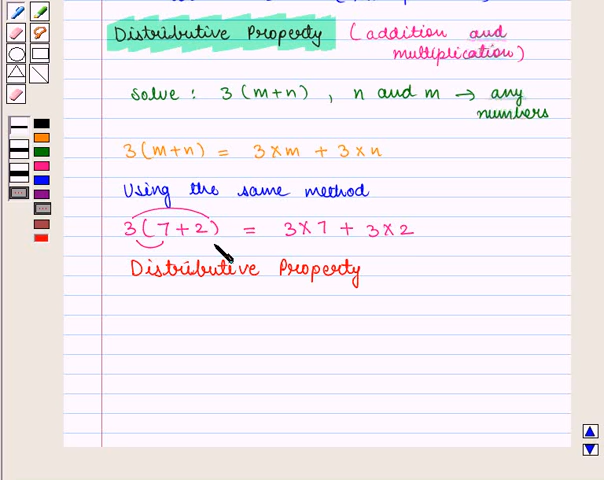 Distributive Property (addition and
multiplication)
Solve : 3 (m+n) , n and m → any
numbers
3(m+n) = 3×m + 3×n
Using the same method
3(7+2) = 3×7 + 3×2
Distributive Property